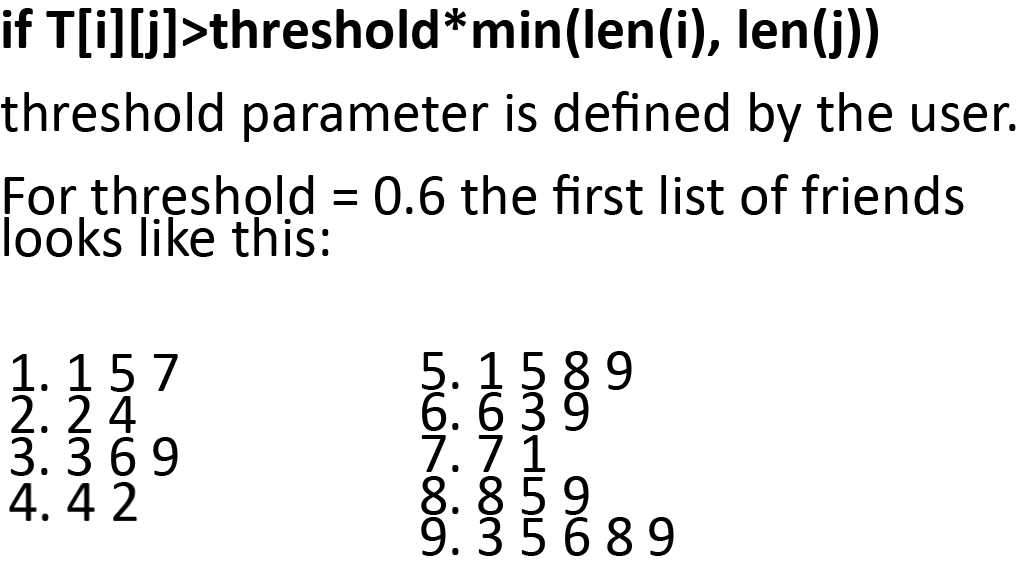 if T[i][j]>threshold*min(len(i), len(j))
threshold parameter is defined by the user.
For threshold = 0.6 the first list of friends
looks like this:
1. 1 5 7
2. 2 4
3. 3 6 9
4. 4 2
5. 1 5 8 9
6. 6 3 9
7. 7 1
8. 8 5 9
9. 3 5 6 8 9